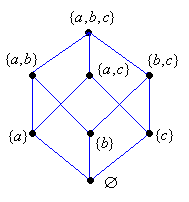 {a,b,c}
{a,b}
{a,c}
{b,c}
{a}
{b}
{c}
∅